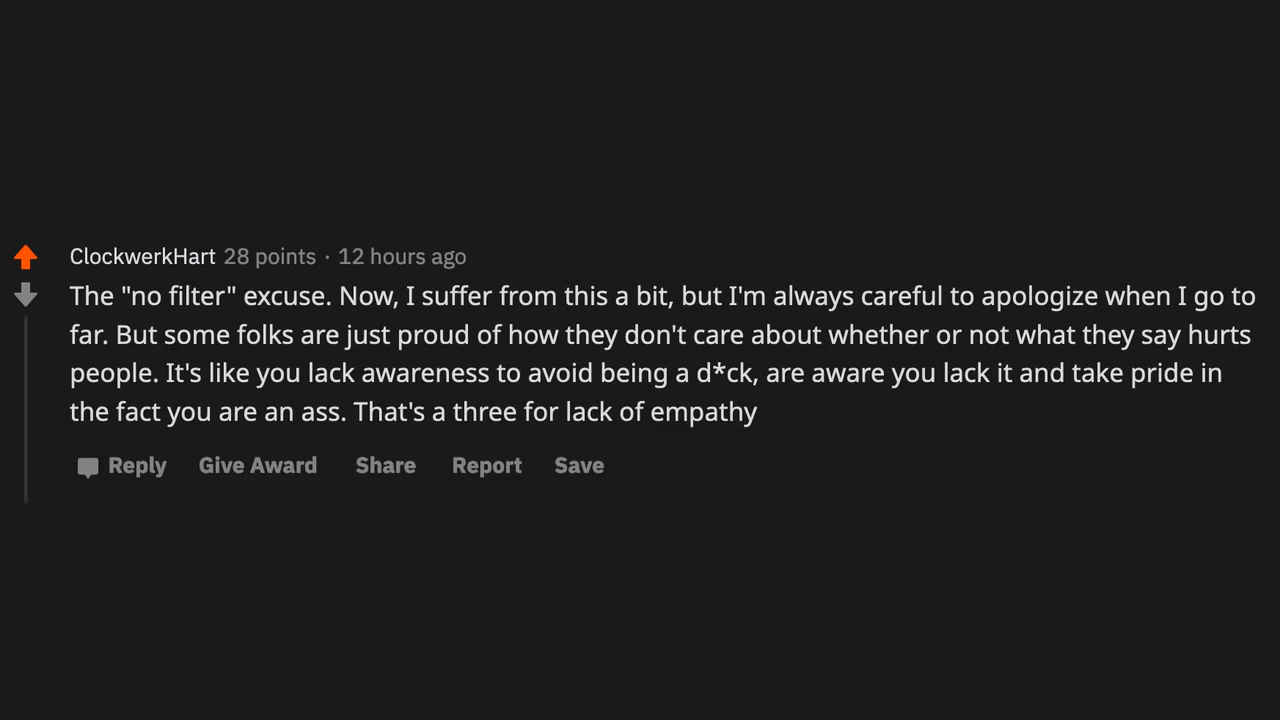 ClockwerkHart 28 points · 12 hours ago
The "no filter" excuse. Now, I suffer from this a bit, but I'm always careful to apologize when I go to
far. But some folks are just proud of how they don't care about whether or not what they say hurts
people. It's like you lack awareness to avoid being a d*ck, are aware you lack it and take pride in
the fact you are an ass. That's a three for lack of empathy
Reply Give Award Share Report Save